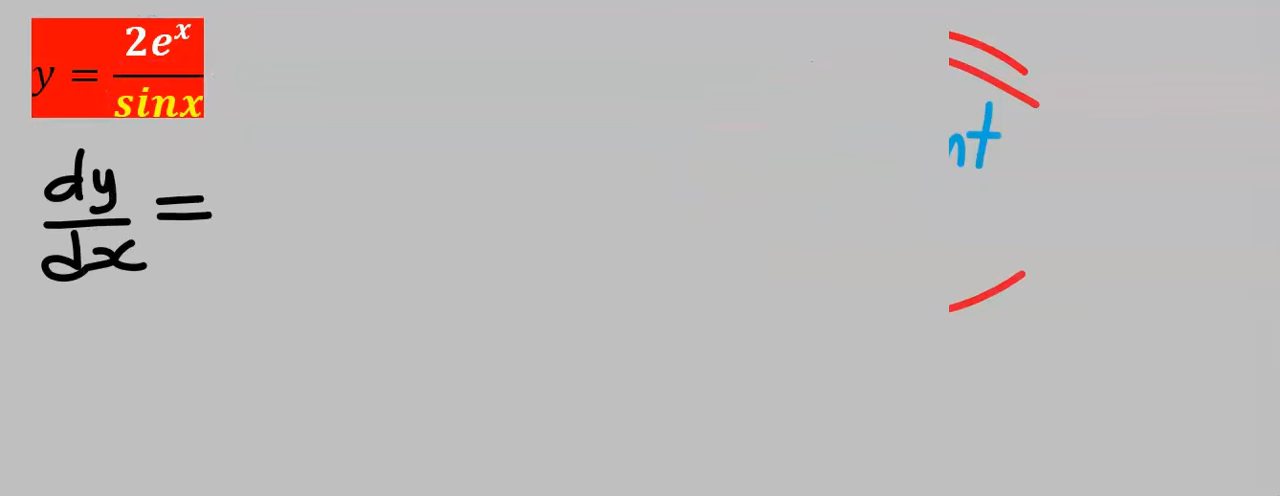 y = 2e^x / sinx
dy/dx =
nt